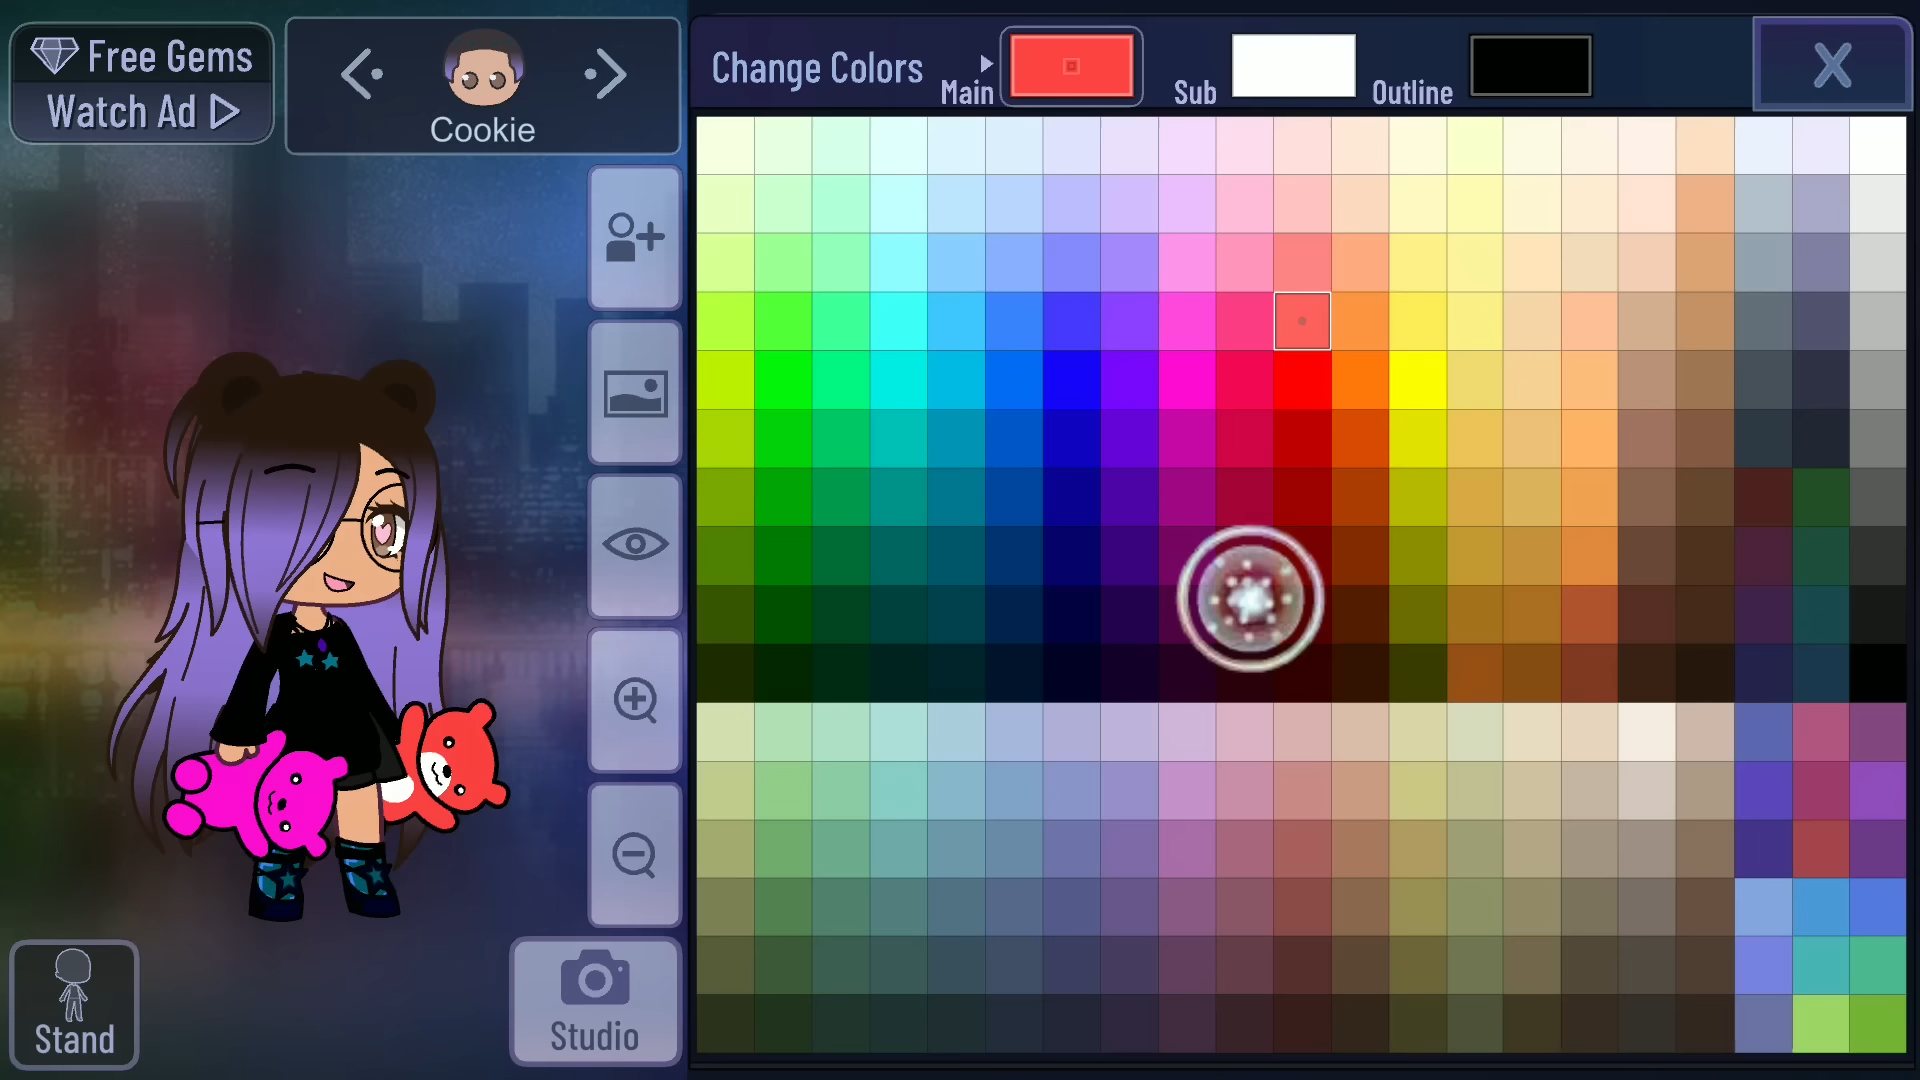 Free Gems
Watch Ad
Cookie
Change Colors
Main
Sub
Outline
X
Stand
Studio